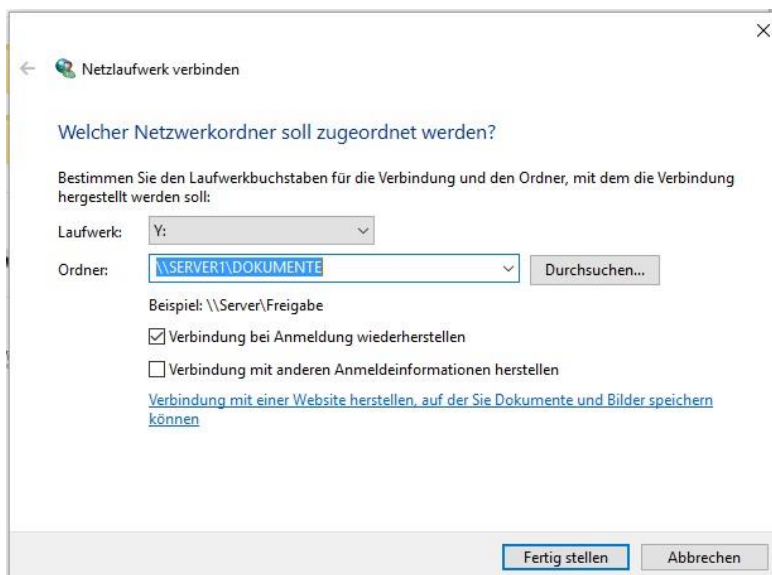 Netzlaufwerk verbinden
Welcher Netzwerkordner soll zugeordnet werden?
Bestimmen Sie den Laufwerkbuchstaben für die Verbindung und den Ordner, mit dem die Verbindung
hergestellt werden soll:
Laufwerk: Y:
Ordner: \\SERVER1\DOKUMENTE Durchsuchen...
Beispiel: \\Server\Freigabe
Verbindung bei Anmeldung wiederherstellen
Verbindung mit anderen Anmeldeinformationen herstellen
Verbindung mit einer Website herstellen, auf der Sie Dokumente und Bilder speichern
können
Fertig stellen Abbrechen